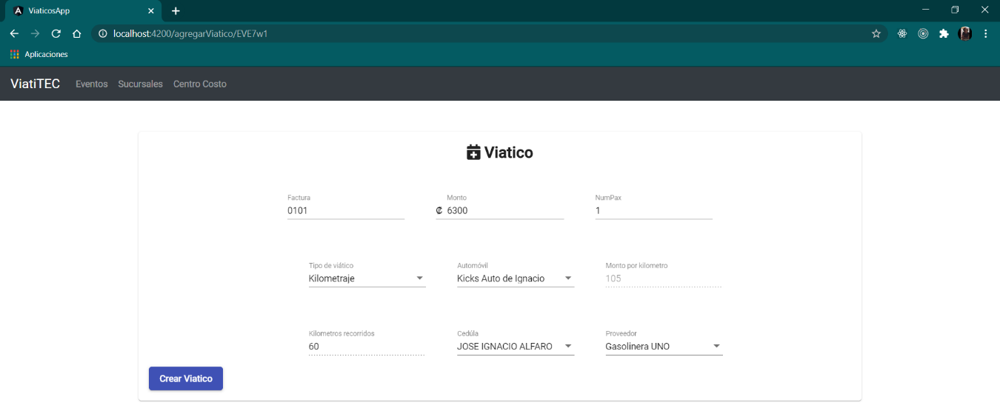 ViaticosApp
localhost:4200/agregarViatico/EVE7w1
Aplicaciones
ViatiTEC Eventos Sucursales Centro Costo
Viatico
Factura Monto NumPax
0101 ₡ 6300 1
Tipo de viático Automóvil Monto por kilometro
Kilometraje Kicks Auto de Ignacio 105
Kilometros recorridos Cedúla Proveedor
60 JOSE IGNACIO ALFARO Gasolinera UNO
Crear Viatico